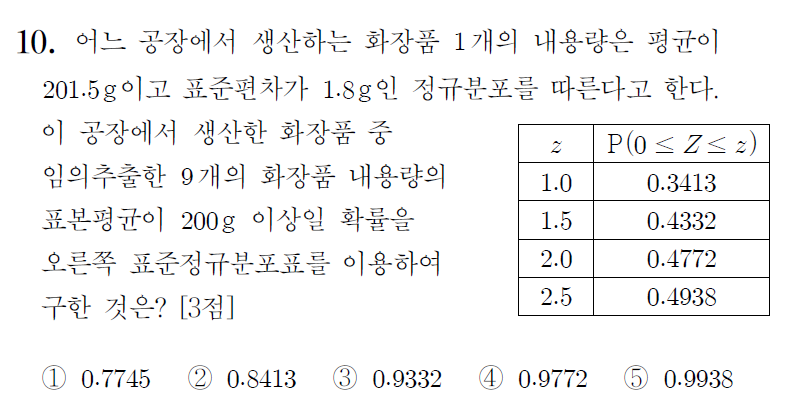 10. 어느 공장에서 생산하는 화장품 1개의 내용량은 평균이
201.5g이고 표준편차가 1.8g인 정규분포를 따른다고 한다.
이 공장에서 생산한 화장품 중
임의추출한 9개의 화장품 내용량의
표본평균이 200g 이상일 확률을
오른쪽 표준정규분포표를 이용하여
구한 것은? [3점]
z P(0 ≤ Z ≤ z)
1.0 0.3413
1.5 0.4332
2.0 0.4772
2.5 0.4938
① 0.7745 ② 0.8413 ③ 0.9332 ④ 0.9772 ⑤ 0.9938